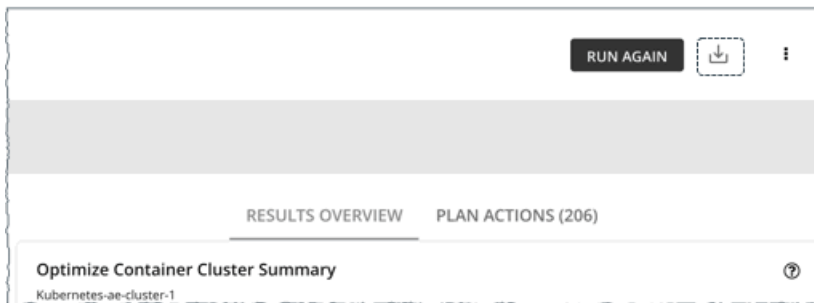 RUN AGAIN
RESULTS OVERVIEW PLAN ACTIONS (206)
Optimize Container Cluster Summary
Kubernetes-ae-cluster-1